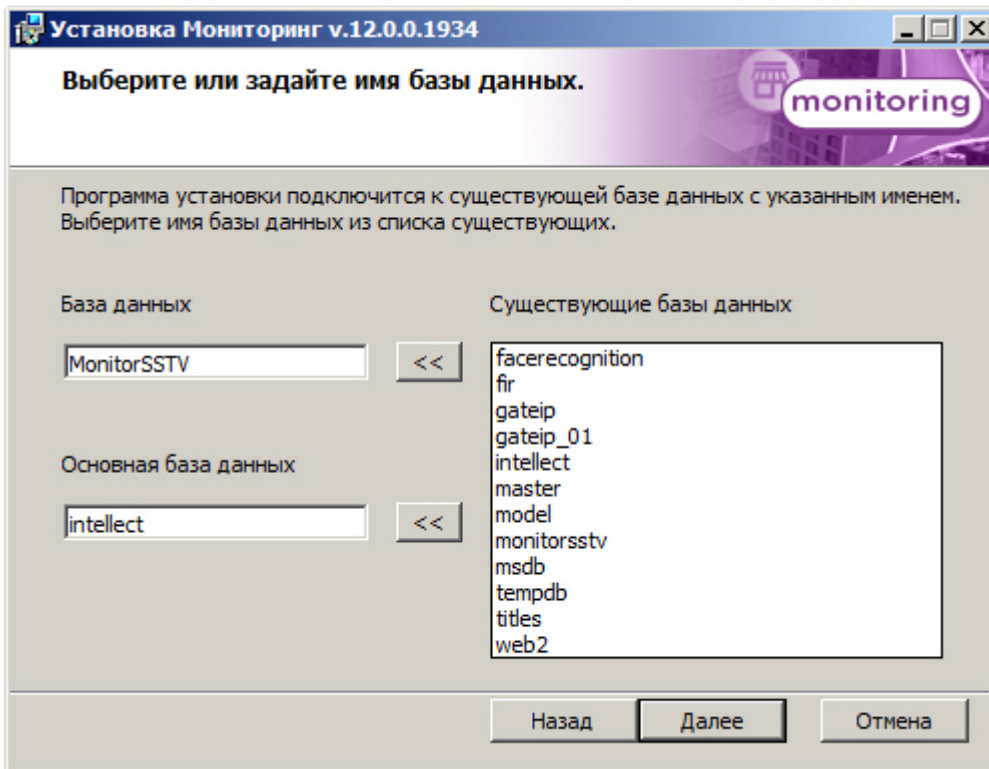 Установка Мониторинг v.12.0.0.1934
Выберите или задайте имя базы данных.
monitoring
Программа установки подключится к существующей базе данных с указанным именем.
Выберите имя базы данных из списка существующих.
База данных
MonitorSSTV
<<
Основная база данных
intellect
<<
Существующие базы данных
facerecognition
fir
gateip
gateip_01
intellect
master
model
monitorsstv
msdb
tempdb
titles
web2
Назад
Далее
Отмена